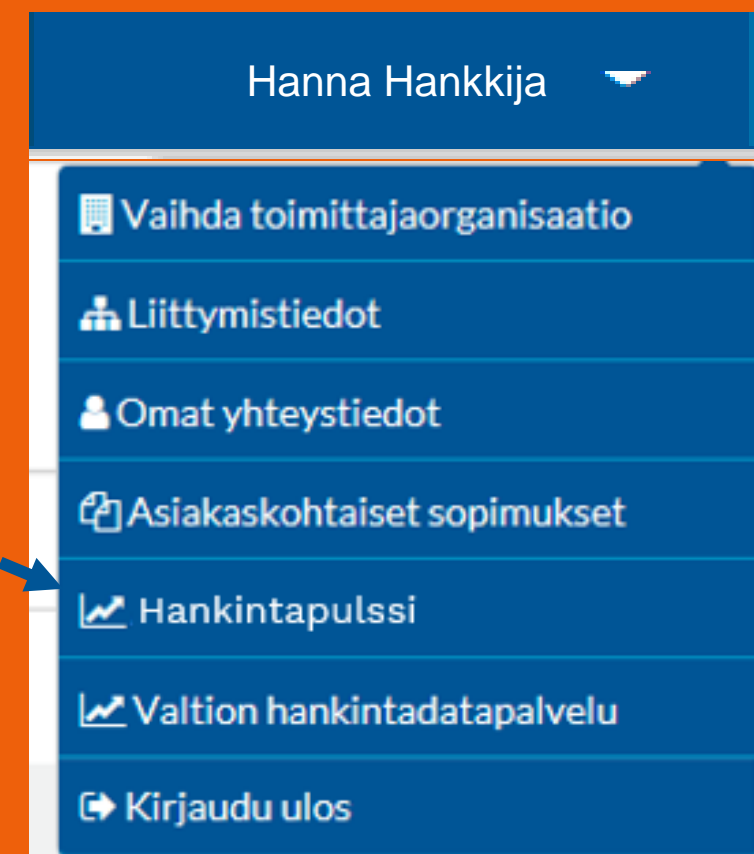 Hanna Hankkija
Vaihda toimittajaorganisaatio
Liittymistiedot
Omat yhteystiedot
Asiakaskohtaiset sopimukset
Hankintapulssi
Valtion hankintadatapalvelu
Kirjaudu ulos